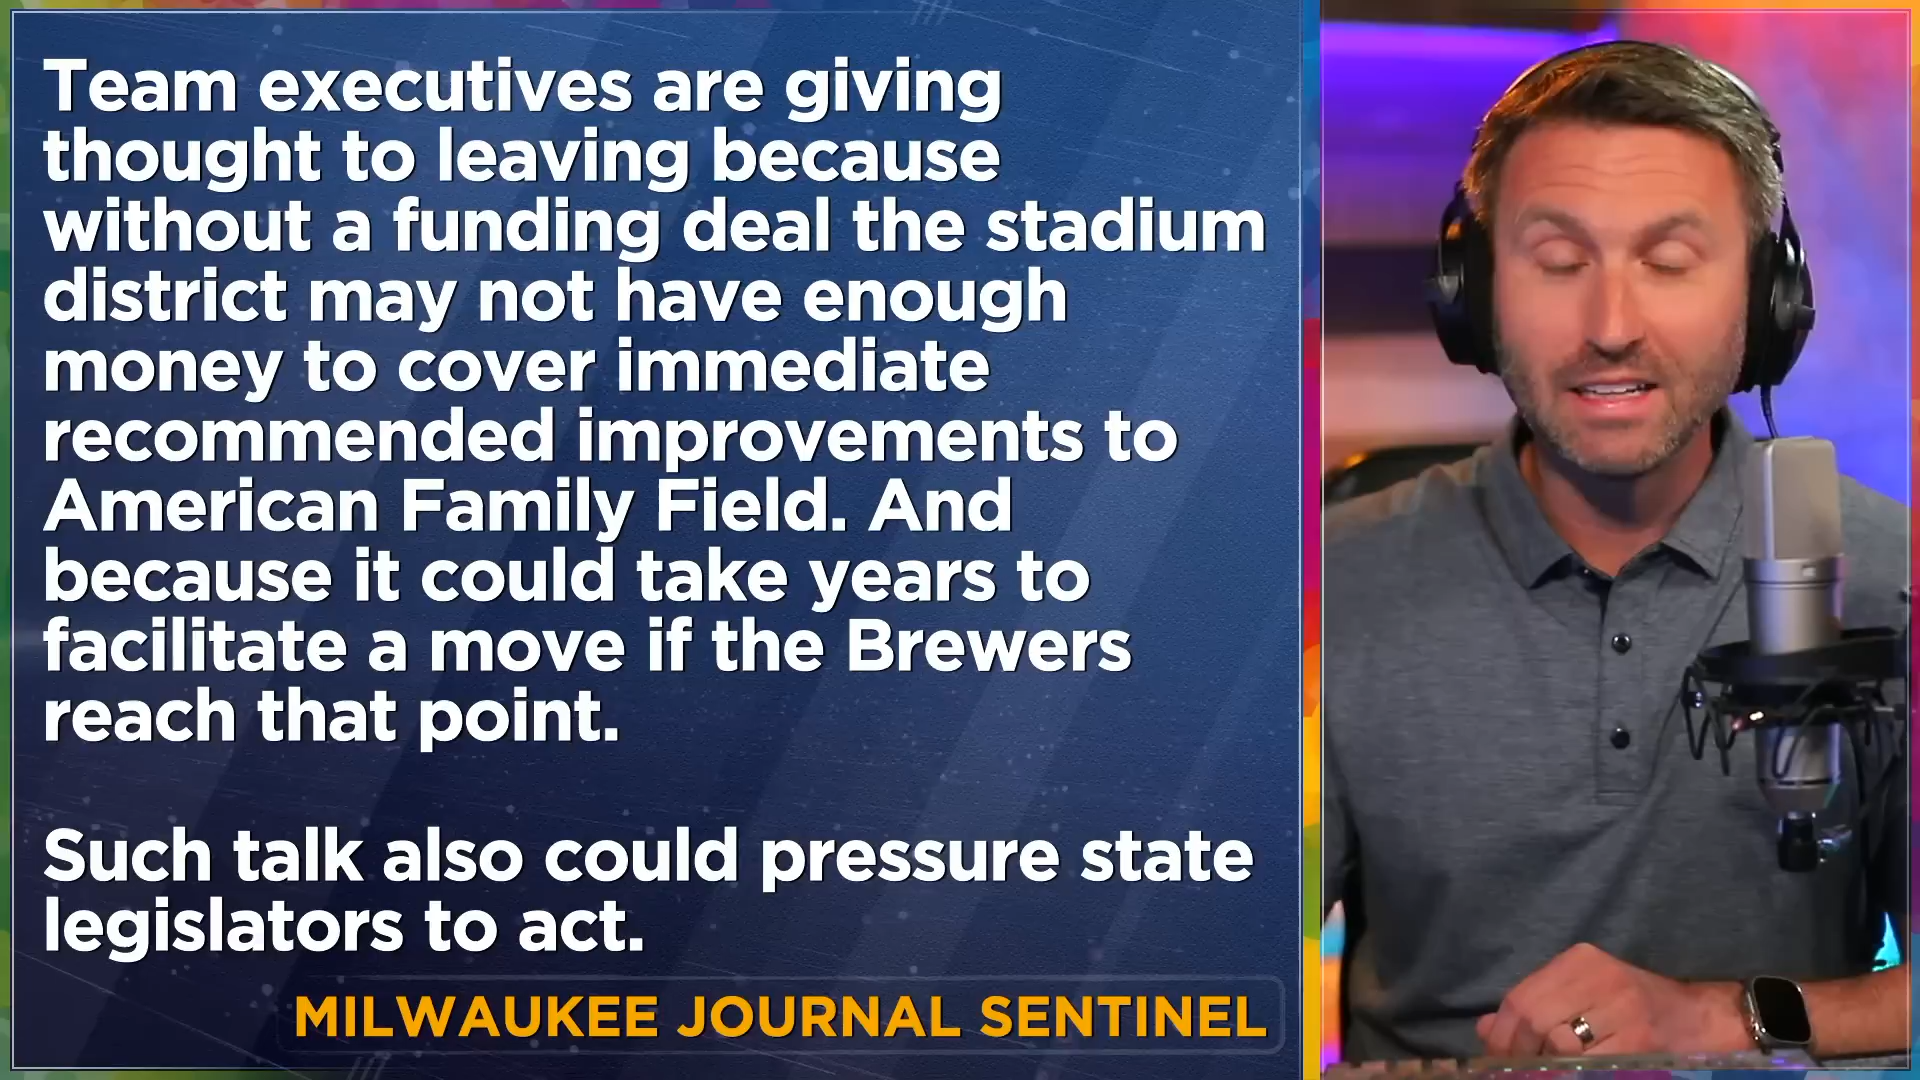 Team executives are giving
thought to leaving because
without a funding deal the stadium
district may not have enough
money to cover immediate
recommended improvements to
American Family Field. And
because it could take years to
facilitate a move if the Brewers
reach that point.
Such talk also could pressure state
legislators to act.
MILWAUKEE JOURNAL SENTINEL